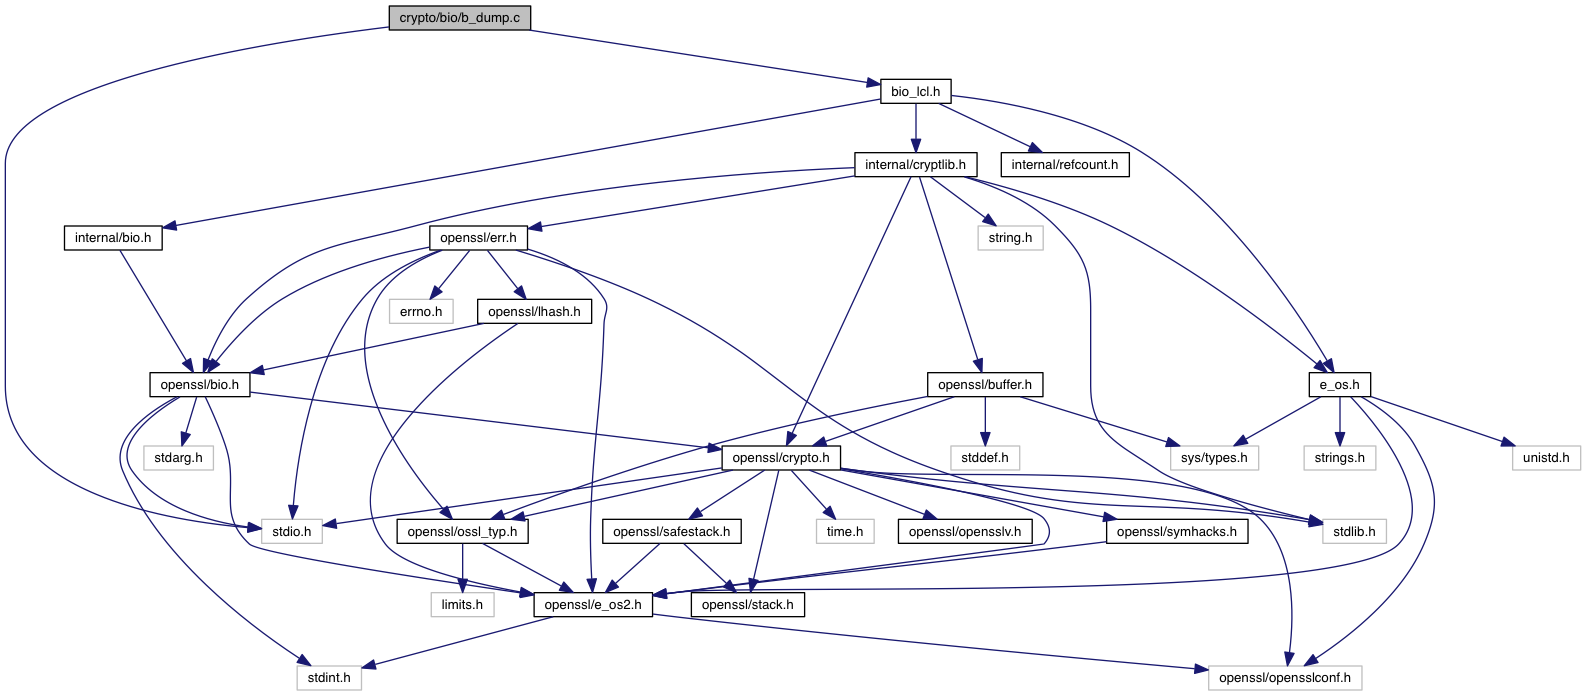 crypto/bio/b_dump.c
bio_lcl.h
internal/cryptlib.h
internal/refcount.h
internal/bio.h
openssl/err.h
string.h
errno.h
openssl/lhash.h
openssl/bio.h
openssl/buffer.h
e_os.h
stdarg.h
openssl/crypto.h
stddef.h
sys/types.h
strings.h
unistd.h
stdio.h
openssl/ossl_typ.h
openssl/safestack.h
time.h
openssl/opensslv.h
openssl/symhacks.h
stdlib.h
limits.h
openssl/e_os2.h
openssl/stack.h
stdint.h
openssl/opensslconf.h